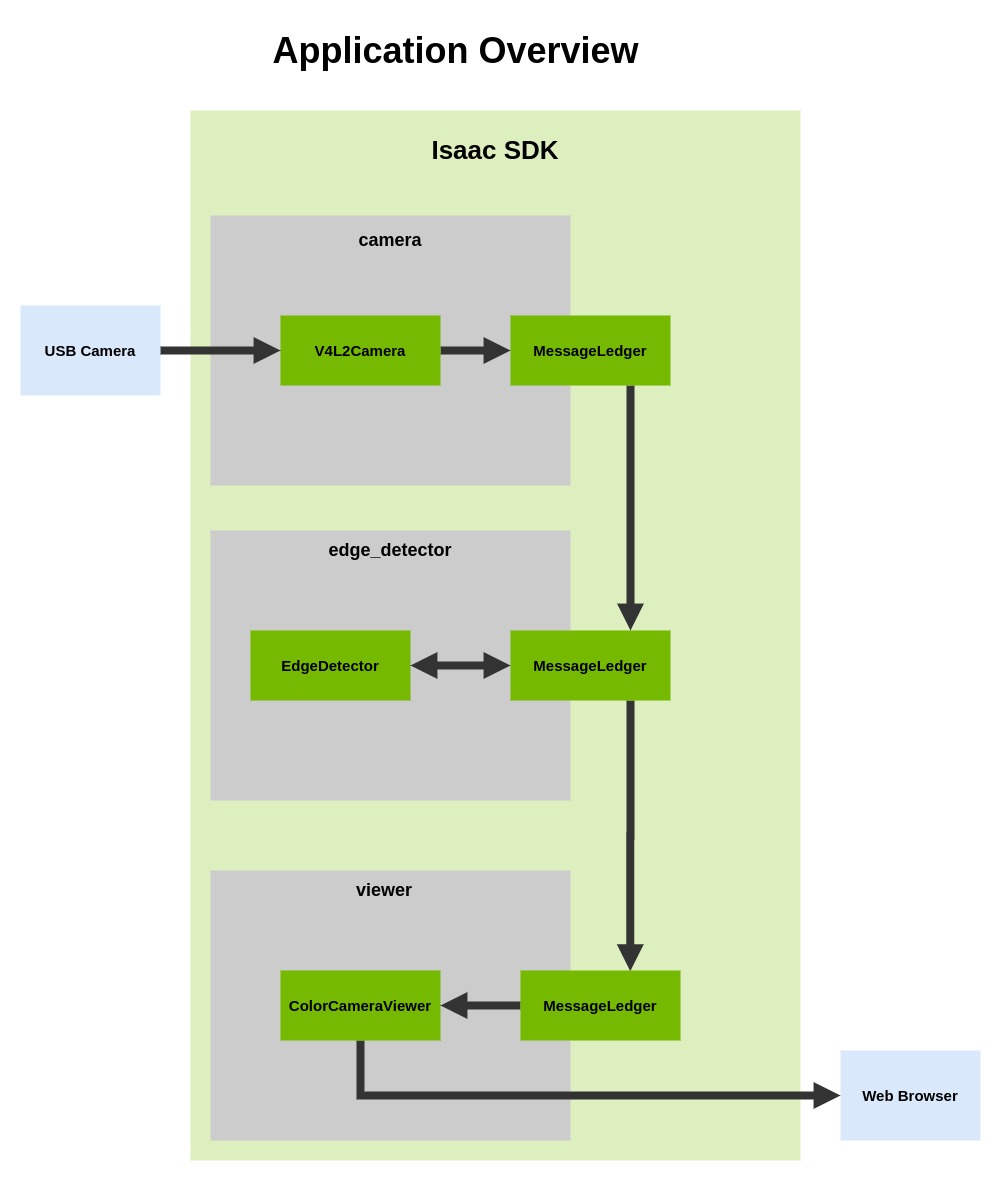 Application Overview
Isaac SDK
camera
USB Camera
V4L2Camera
MessageLedger
edge_detector
EdgeDetector
MessageLedger
viewer
ColorCameraViewer
MessageLedger
Web Browser